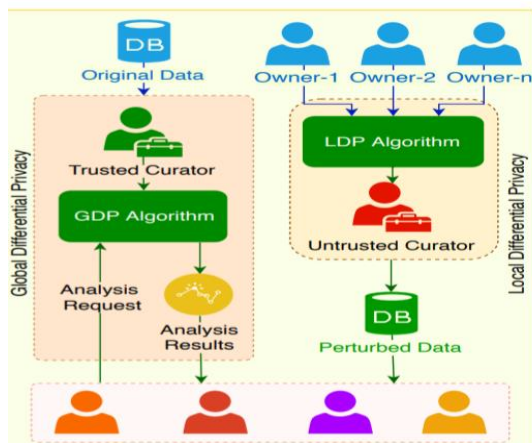 DB
Original Data
Owner-1
Owner-2
Owner-n
Global Differential Privacy
Trusted Curator
GDP Algorithm
Analysis
Request
Analysis
Results
LDP Algorithm
Untrusted Curator
DB
Perturbed Data
Local Differential Privacy